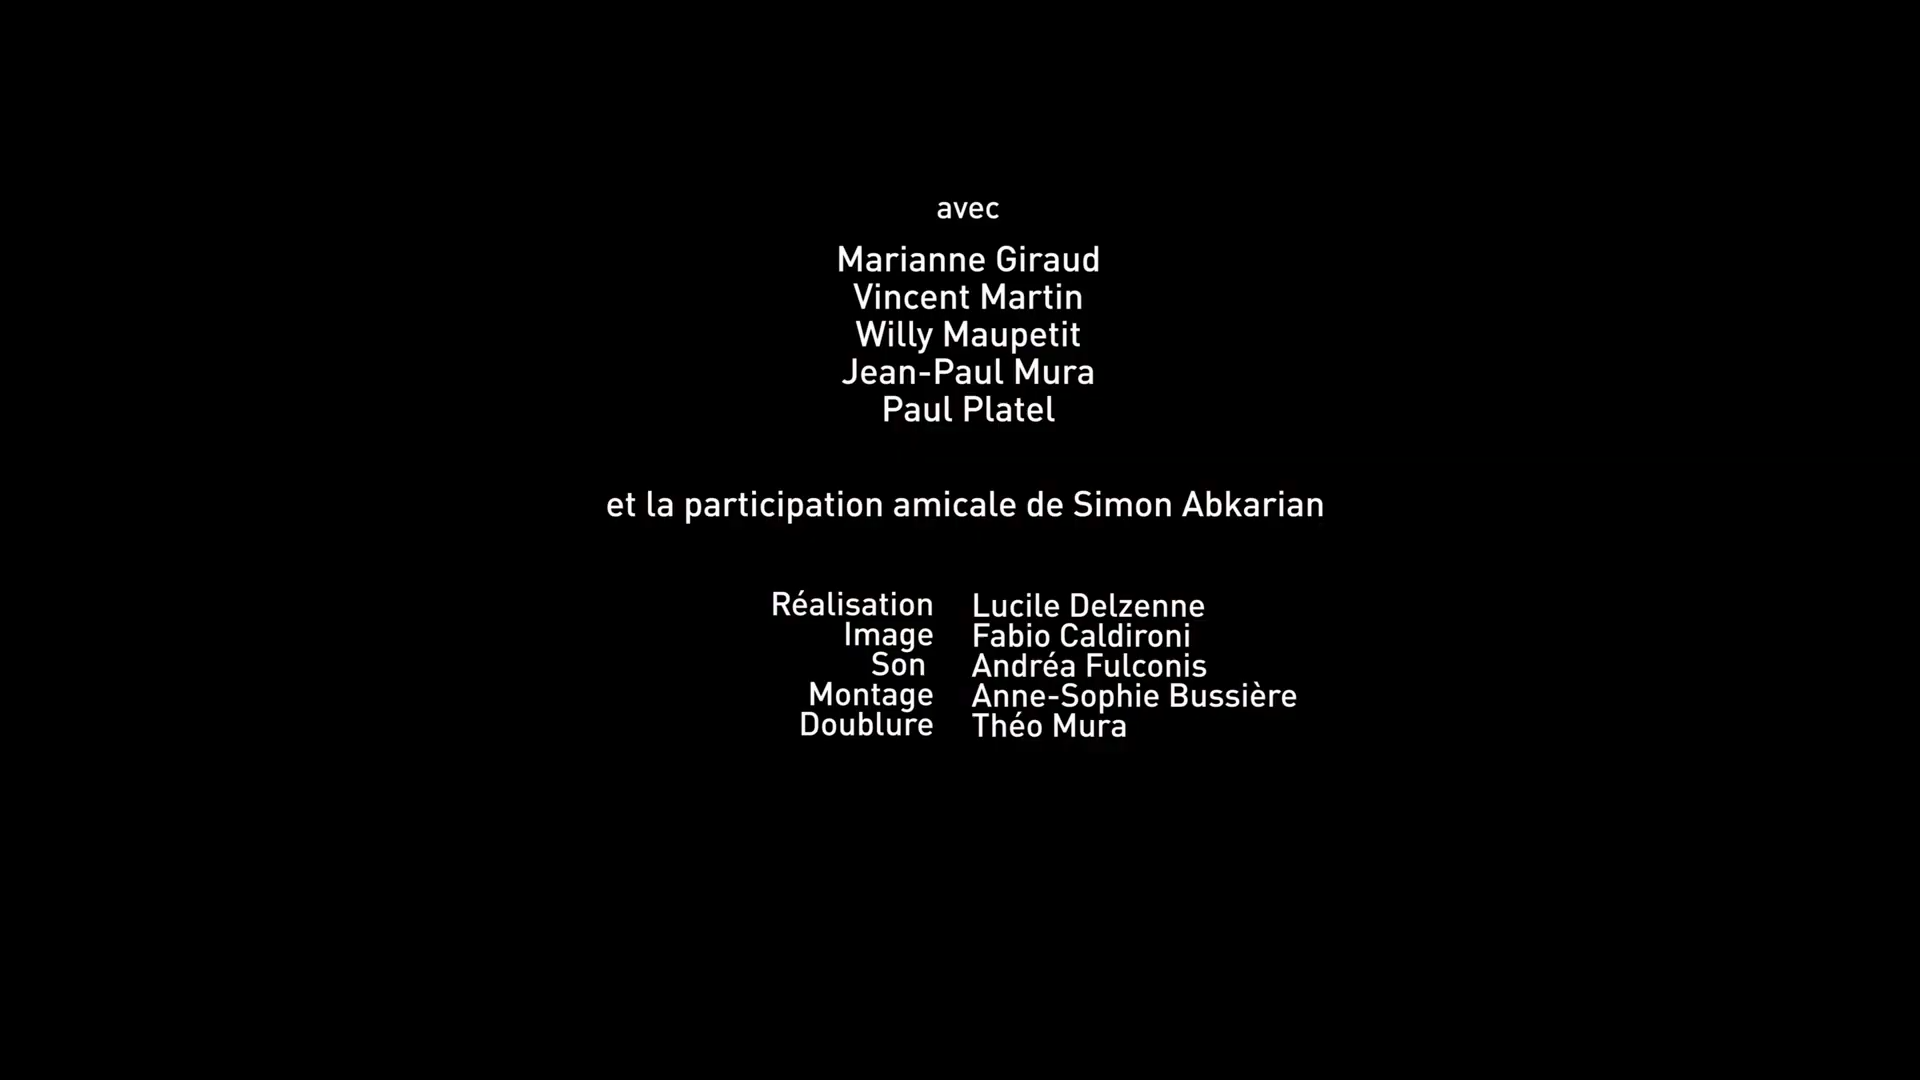 avec
Marianne Giraud
Vincent Martin
Willy Maupetit
Jean-Paul Mura
Paul Platel
et la participation amicale de Simon Abkarian
Réalisation Lucile Delzenne
Image Fabio Caldironi
Son Andréa Fulconis
Montage Anne-Sophie Bussière
Doublure Théo Mura